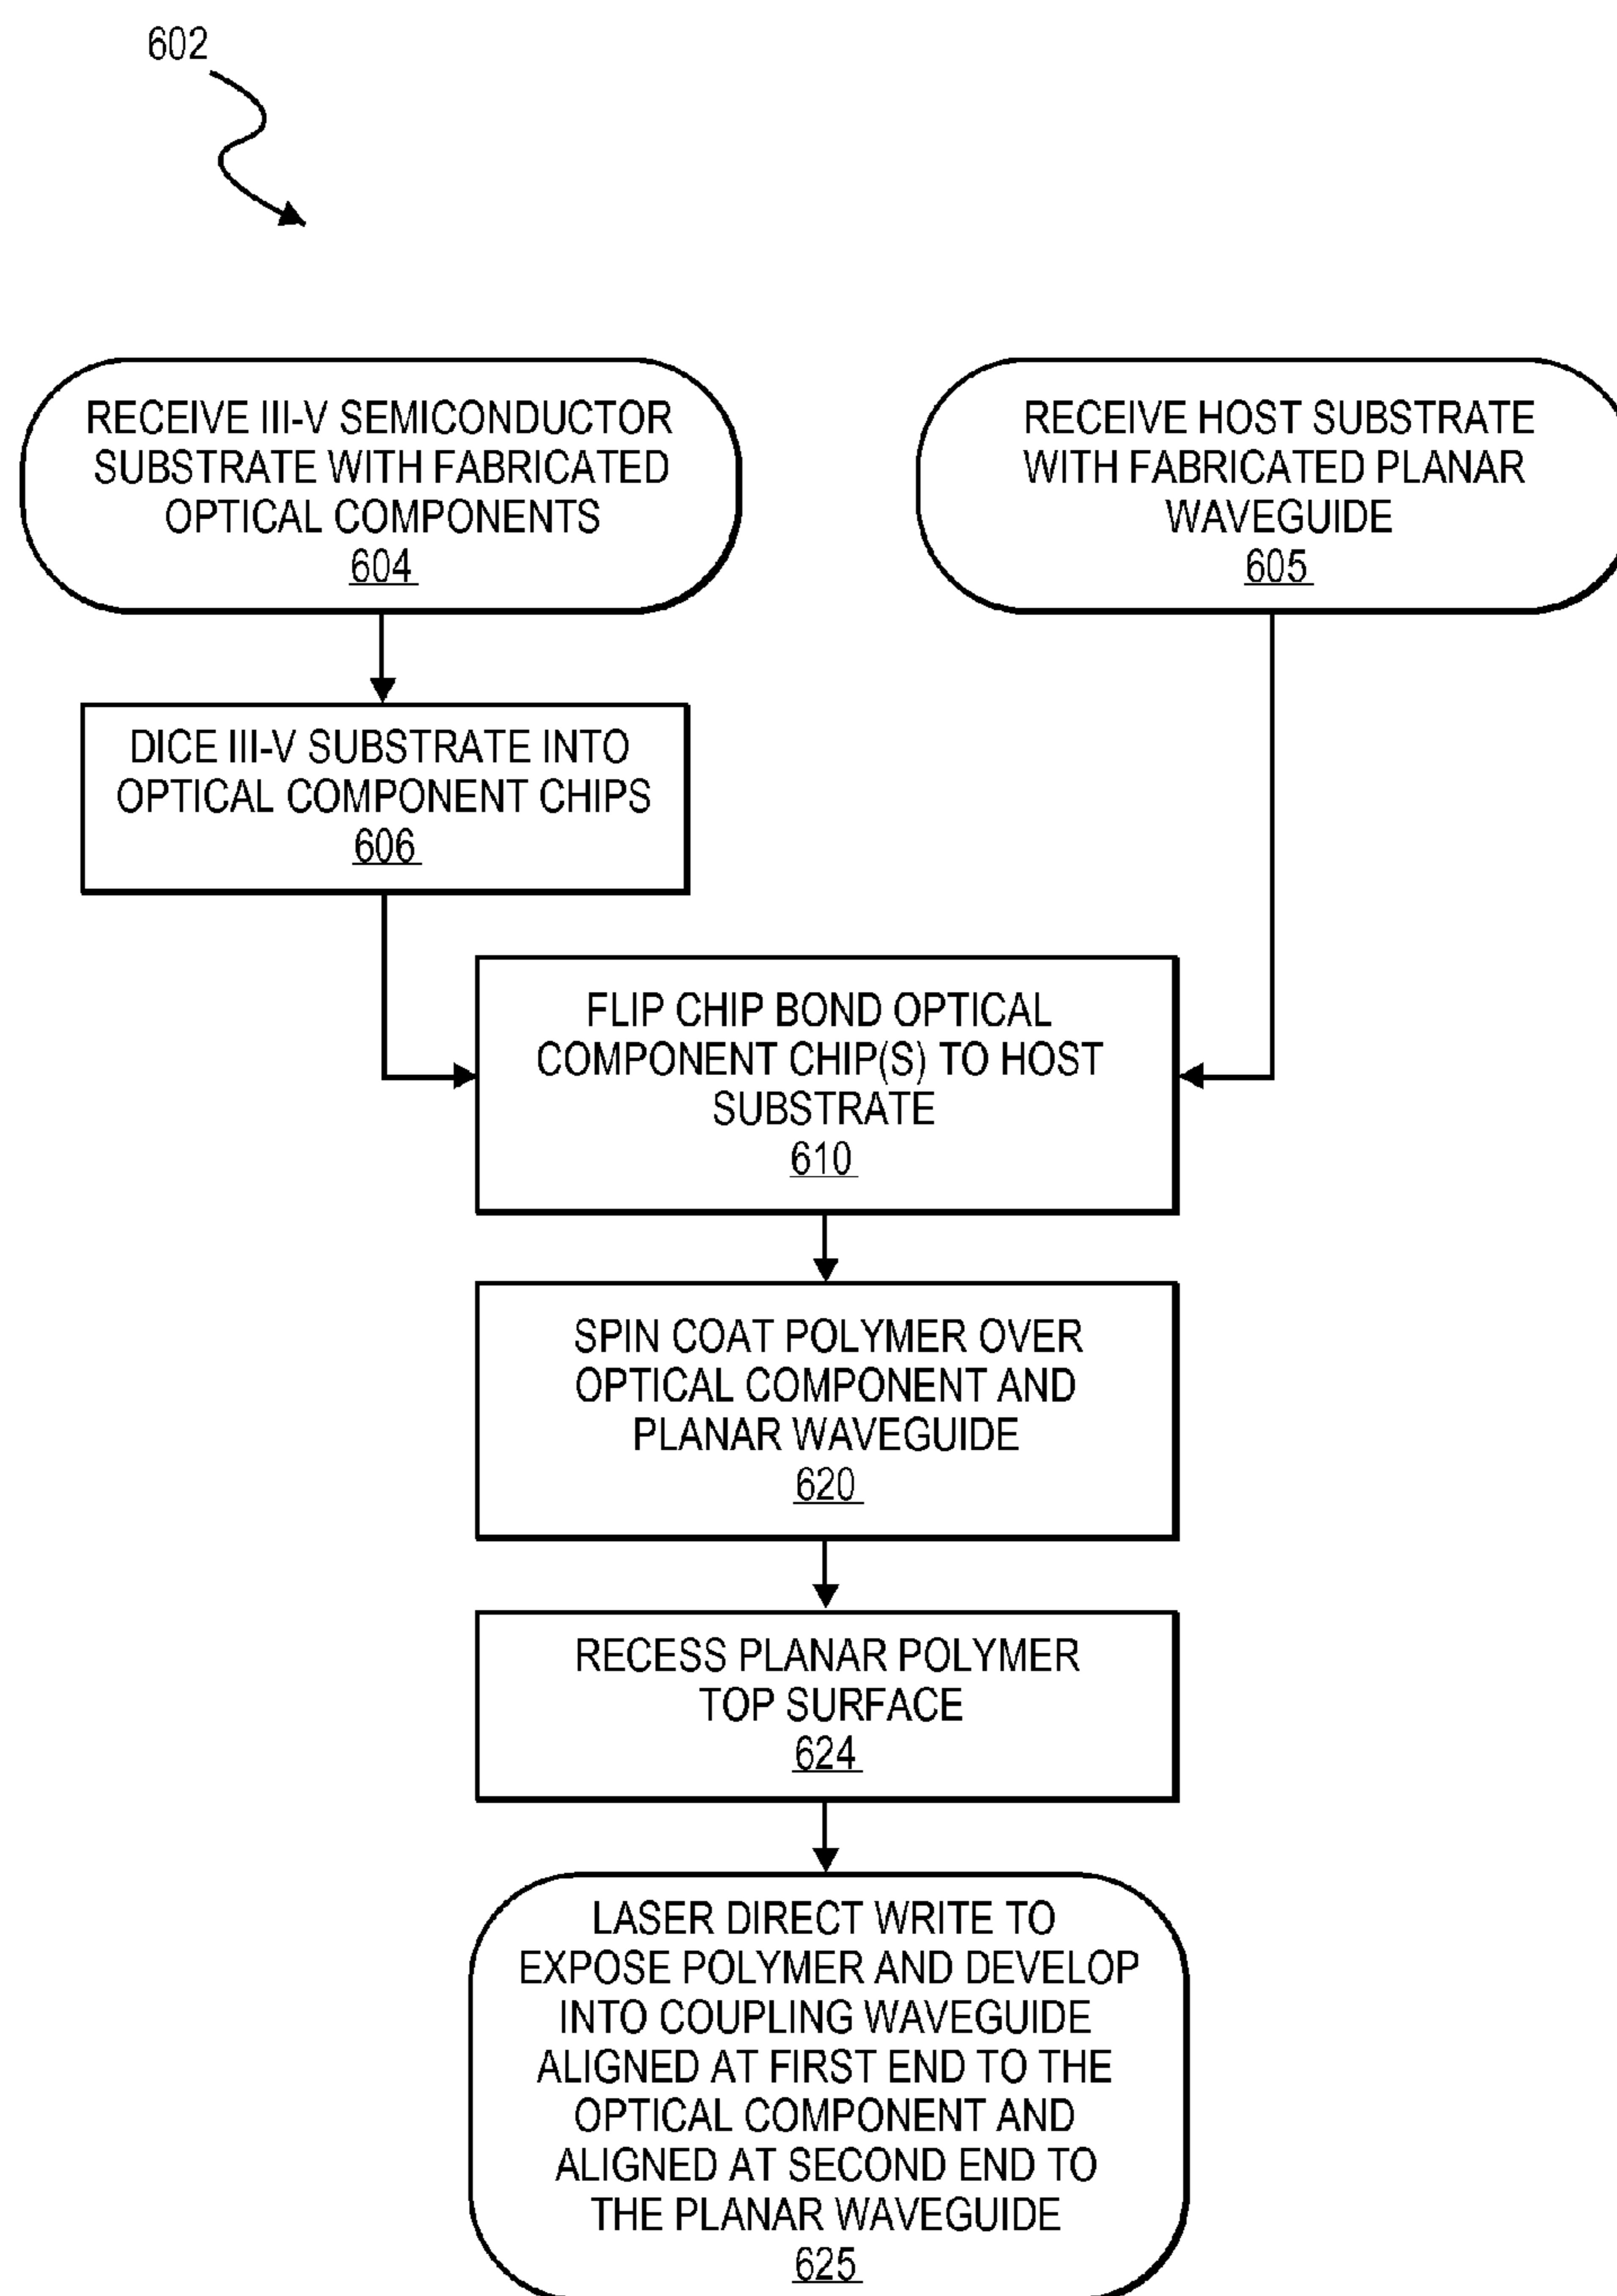 602
RECEIVE III-V SEMICONDUCTOR
SUBSTRATE WITH FABRICATED
OPTICAL COMPONENTS
604
RECEIVE HOST SUBSTRATE
WITH FABRICATED PLANAR
WAVEGUIDE
605
DICE III-V SUBSTRATE INTO
OPTICAL COMPONENT CHIPS
606
FLIP CHIP BOND OPTICAL
COMPONENT CHIP(S) TO HOST
SUBSTRATE
610
SPIN COAT POLYMER OVER
OPTICAL COMPONENT AND
PLANAR WAVEGUIDE
620
RECESS PLANAR POLYMER
TOP SURFACE
624
LASER DIRECT WRITE TO
EXPOSE POLYMER AND DEVELOP
INTO COUPLING WAVEGUIDE
ALIGNED AT FIRST END TO THE
OPTICAL COMPONENT AND
ALIGNED AT SECOND END TO
THE PLANAR WAVEGUIDE
625